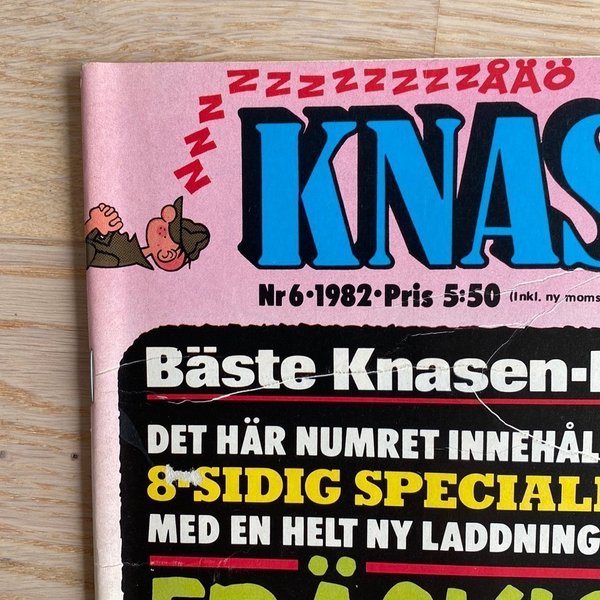 ZZZZZZZZZZZZÅÄÖ
KNAS
Nr 6·1982·Pris 5:50 (Inkl. ny moms
Bäste Knasen-
DET HÄR NUMRET INNEHÅL
8-SIDIG SPECIAL
MED EN HELT NY LADDNING